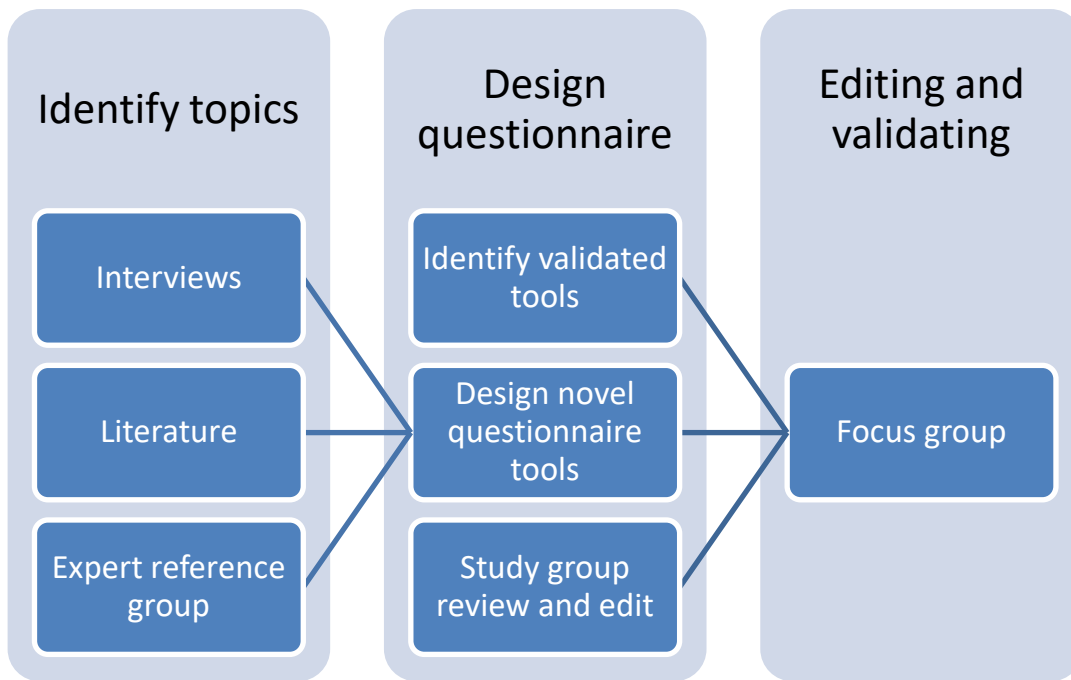 Identify topics
Interviews
Literature
Expert reference
group
Design
questionnaire
Identify validated
tools
Design novel
questionnaire
tools
Study group
review and edit
Editing and
validating
Focus group